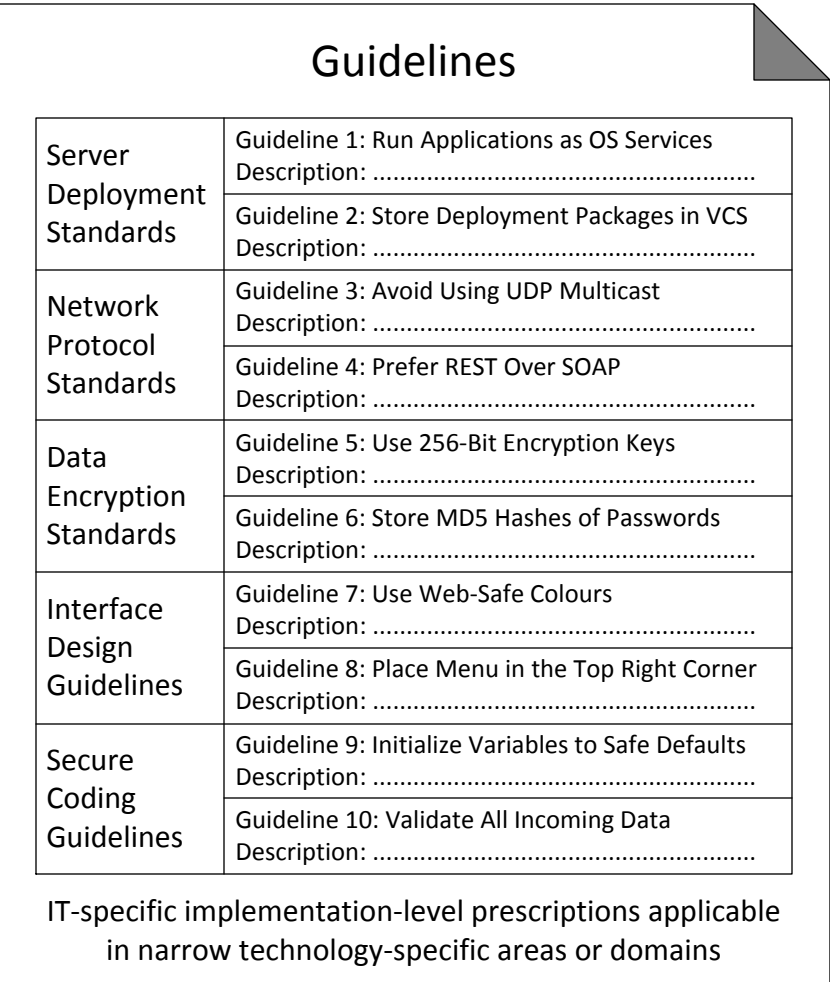 Guidelines
Server
Deployment
Standards
Guideline 1: Run Applications as OS Services
Description: .........................................................
Guideline 2: Store Deployment Packages in VCS
Description: .........................................................
Network
Protocol
Standards
Guideline 3: Avoid Using UDP Multicast
Description: .........................................................
Guideline 4: Prefer REST Over SOAP
Description: .........................................................
Data
Encryption
Standards
Guideline 5: Use 256-Bit Encryption Keys
Description: .........................................................
Guideline 6: Store MD5 Hashes of Passwords
Description: .........................................................
Interface
Design
Guidelines
Guideline 7: Use Web-Safe Colours
Description: .........................................................
Guideline 8: Place Menu in the Top Right Corner
Description: .........................................................
Secure
Coding
Guidelines
Guideline 9: Initialize Variables to Safe Defaults
Description: .........................................................
Guideline 10: Validate All Incoming Data
Description: .........................................................
IT-specific implementation-level prescriptions applicable
in narrow technology-specific areas or domains